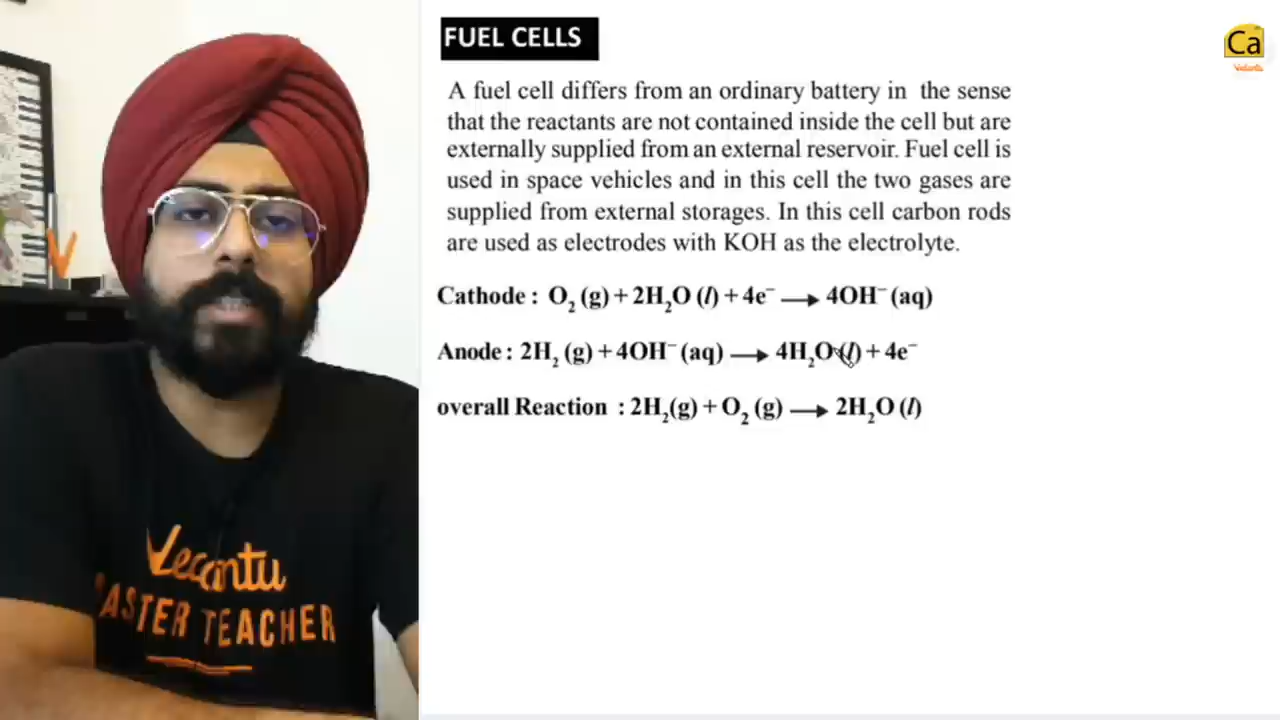 FUEL CELLS
Ca
Vedantu
A fuel cell differs from an ordinary battery in the sense
that the reactants are not contained inside the cell but are
externally supplied from an external reservoir. Fuel cell is
used in space vehicles and in this cell the two gases are
supplied from external storages. In this cell carbon rods
are used as electrodes with KOH as the electrolyte.
Cathode : O₂ (g) + 2H₂O (l) + 4e⁻ ⟶ 4OH⁻ (aq)
Anode : 2H₂ (g) + 4OH⁻ (aq) ⟶ 4H₂O (l) + 4e⁻
overall Reaction : 2H₂(g) + O₂ (g) ⟶ 2H₂O (l)
Vedantu
MASTER TEACHER